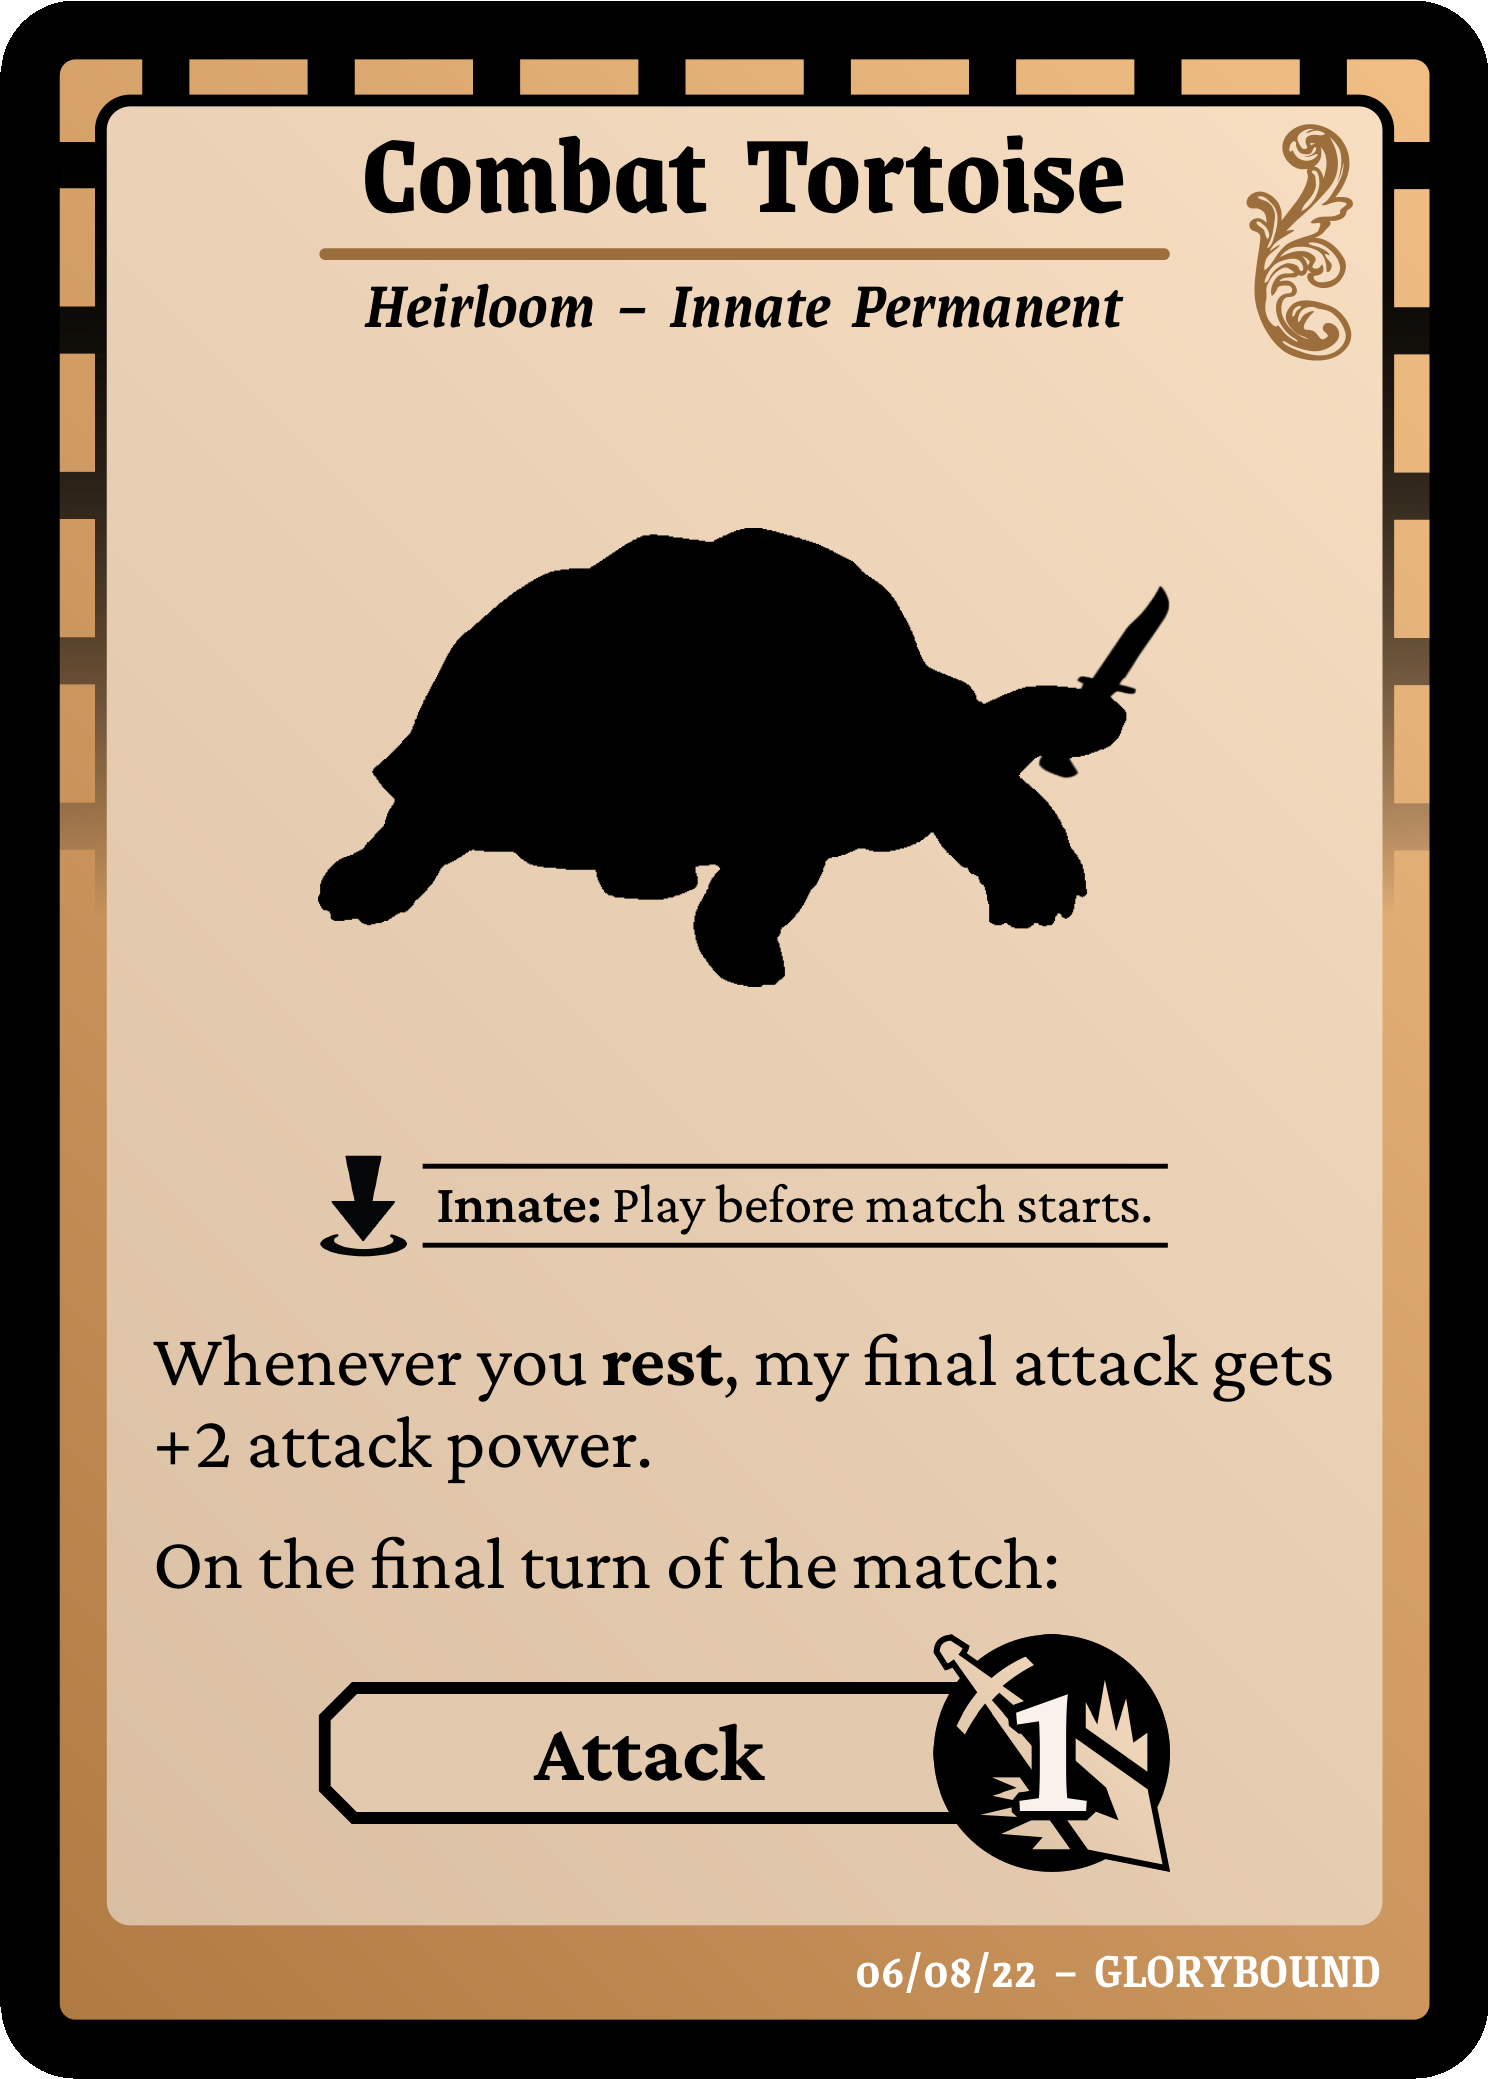 Combat Tortoise
Heirloom – Innate Permanent
Innate: Play before match starts.
Whenever you rest, my final attack gets
+2 attack power.
On the final turn of the match:
Attack
1
06/08/22 – GLORYBOUND